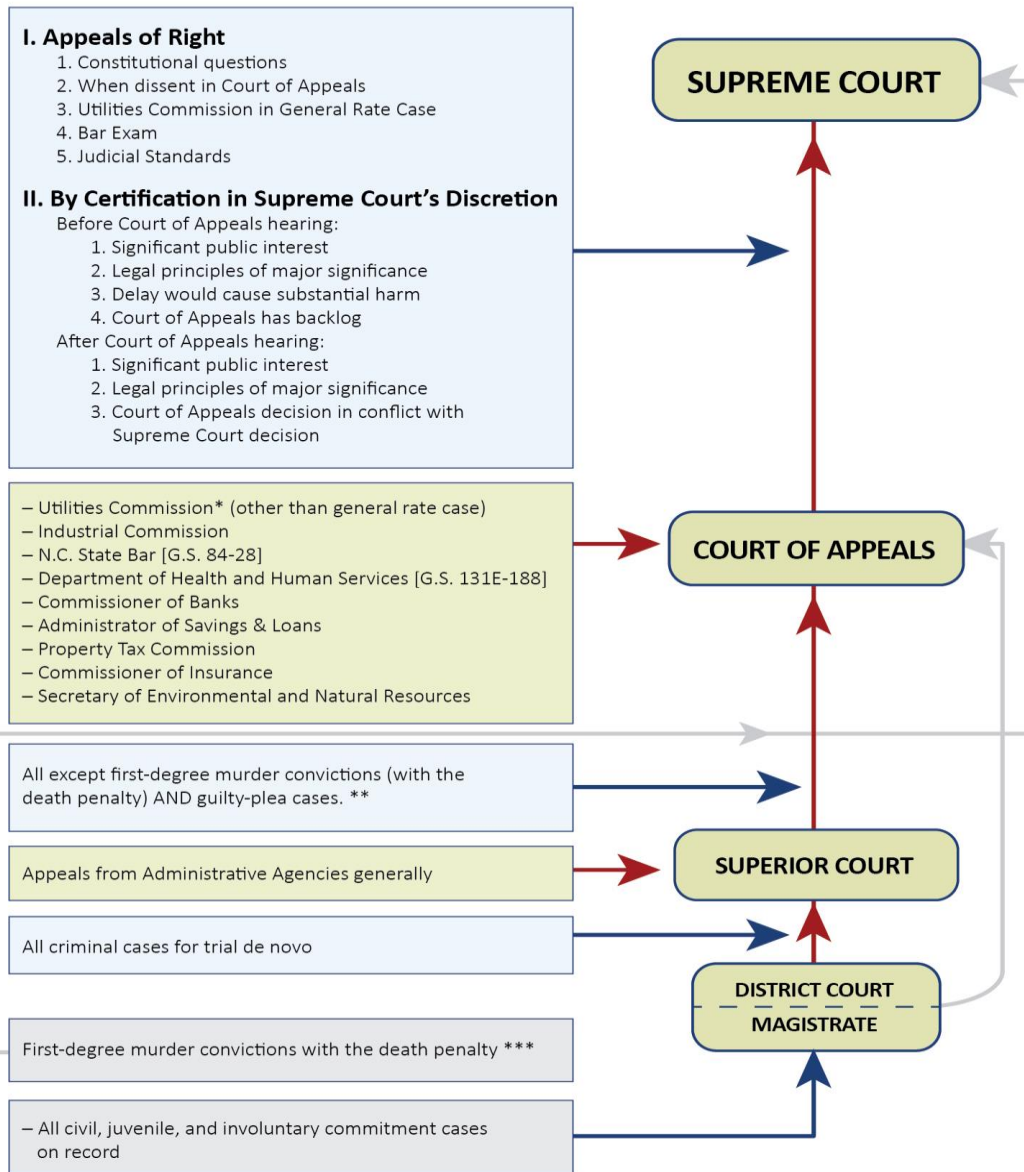 I. Appeals of Right
1. Constitutional questions
2. When dissent in Court of Appeals
3. Utilities Commission in General Rate Case
4. Bar Exam
5. Judicial Standards
II. By Certification in Supreme Court's Discretion
Before Court of Appeals hearing:
1. Significant public interest
2. Legal principles of major significance
3. Delay would cause substantial harm
4. Court of Appeals has backlog
After Court of Appeals hearing:
1. Significant public interest
2. Legal principles of major significance
3. Court of Appeals decision in conflict with
Supreme Court decision
SUPREME COURT
– Utilities Commission* (other than general rate case)
– Industrial Commission
– N.C. State Bar [G.S. 84-28]
– Department of Health and Human Services [G.S. 131E-188]
– Commissioner of Banks
– Administrator of Savings & Loans
– Property Tax Commission
– Commissioner of Insurance
– Secretary of Environmental and Natural Resources
COURT OF APPEALS
All except first-degree murder convictions (with the
death penalty) AND guilty-plea cases. **
Appeals from Administrative Agencies generally
SUPERIOR COURT
All criminal cases for trial de novo
DISTRICT COURT
MAGISTRATE
First-degree murder convictions with the death penalty ***
– All civil, juvenile, and involuntary commitment cases
on record